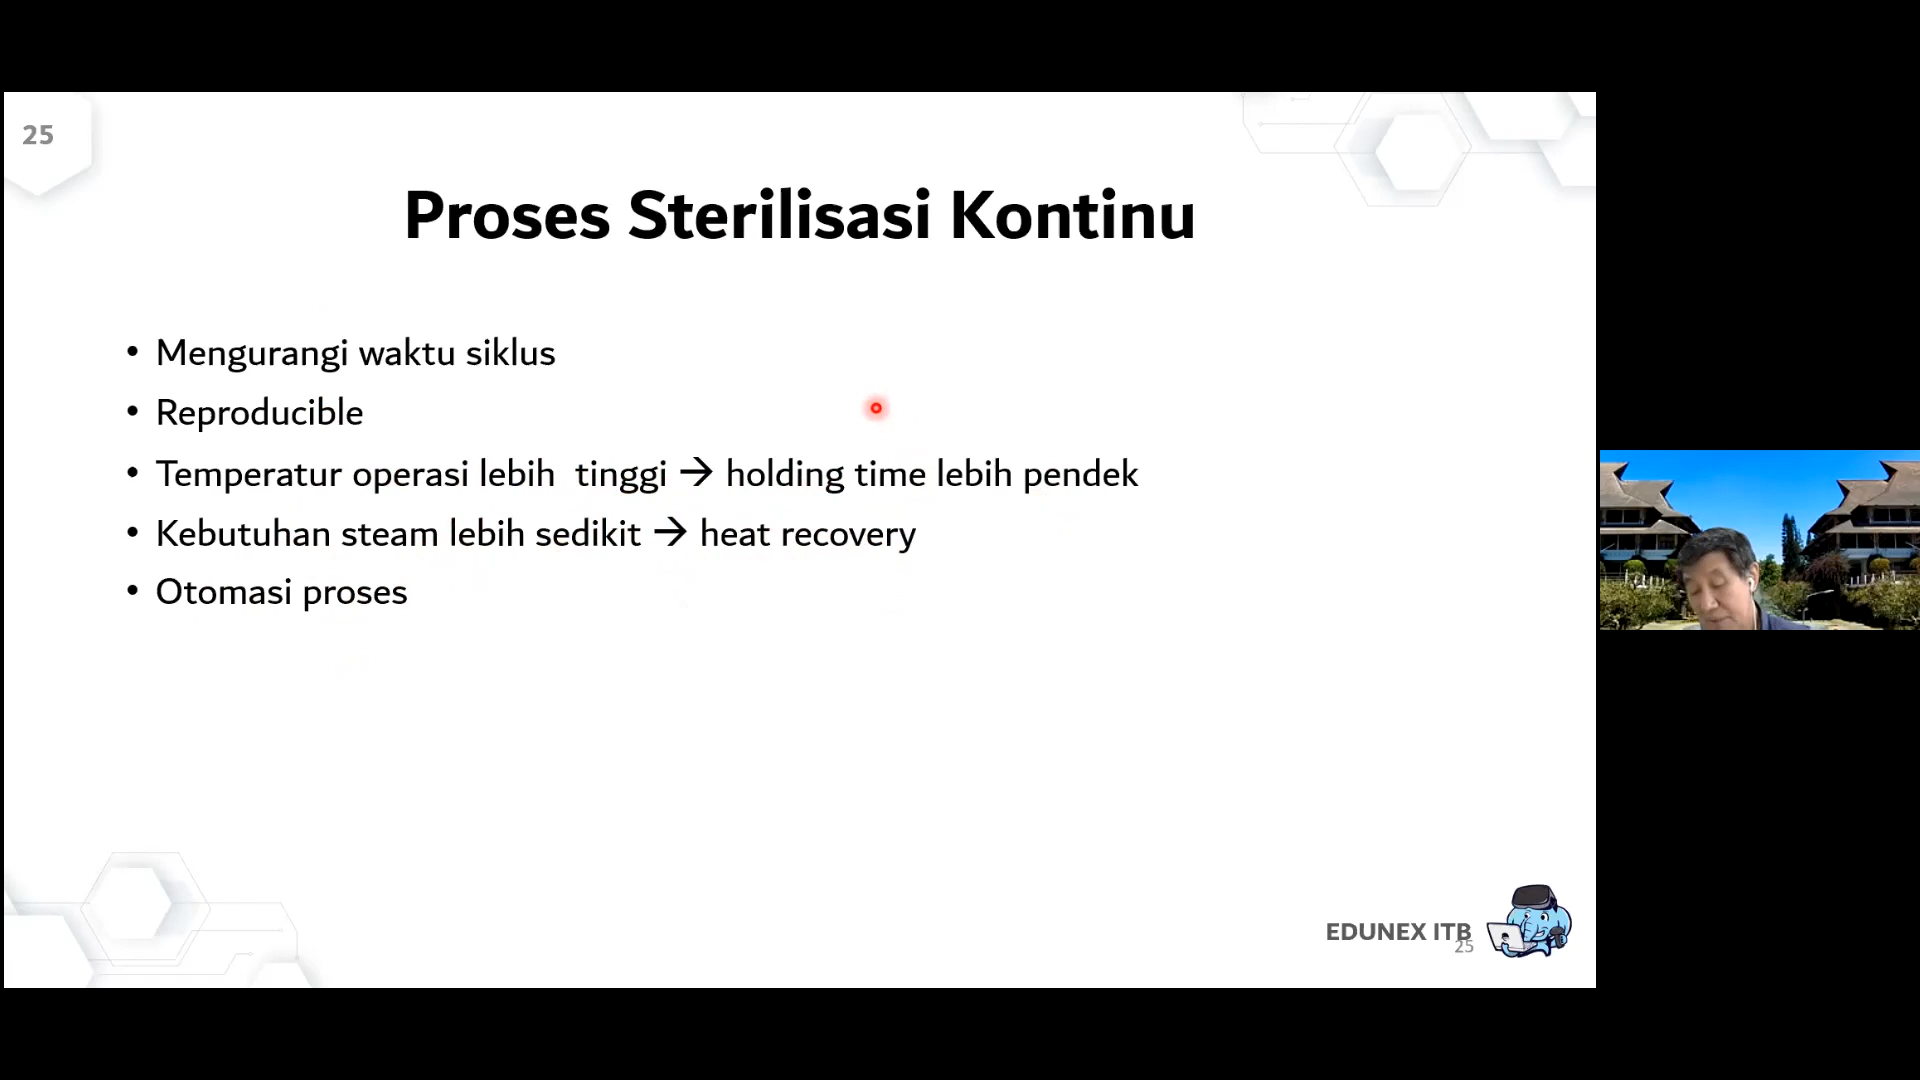 25
Proses Sterilisasi Kontinu
• Mengurangi waktu siklus
• Reproducible
• Temperatur operasi lebih  tinggi → holding time lebih pendek
• Kebutuhan steam lebih sedikit → heat recovery
• Otomasi proses
EDUNEX ITB
25